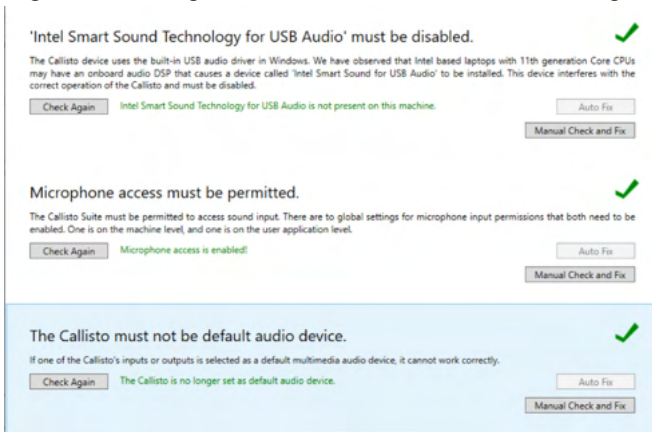 'Intel Smart Sound Technology for USB Audio' must be disabled.
The Callisto device uses the built-in USB audio driver in Windows. We have observed that Intel based laptops with 11th generation Core CPUs
may have an onboard audio DSP that causes a device called 'Intel Smart Sound for USB Audio' to be installed. This device interferes with the
correct operation of the Callisto and must be disabled.
Check Again Intel Smart Sound Technology for USB Audio is not present on this machine. Auto Fix
Manual Check and Fix
Microphone access must be permitted.
The Callisto Suite must be permitted to access sound input. There are to global settings for microphone input permissions that both need to be
enabled. One is on the machine level, and one is on the user application level.
Check Again Microphone access is enabled! Auto Fix
Manual Check and Fix
The Callisto must not be default audio device.
If one of the Callisto's inputs or outputs is selected as a default multimedia audio device, it cannot work correctly.
Check Again The Callisto is no longer set as default audio device. Auto Fix
Manual Check and Fix